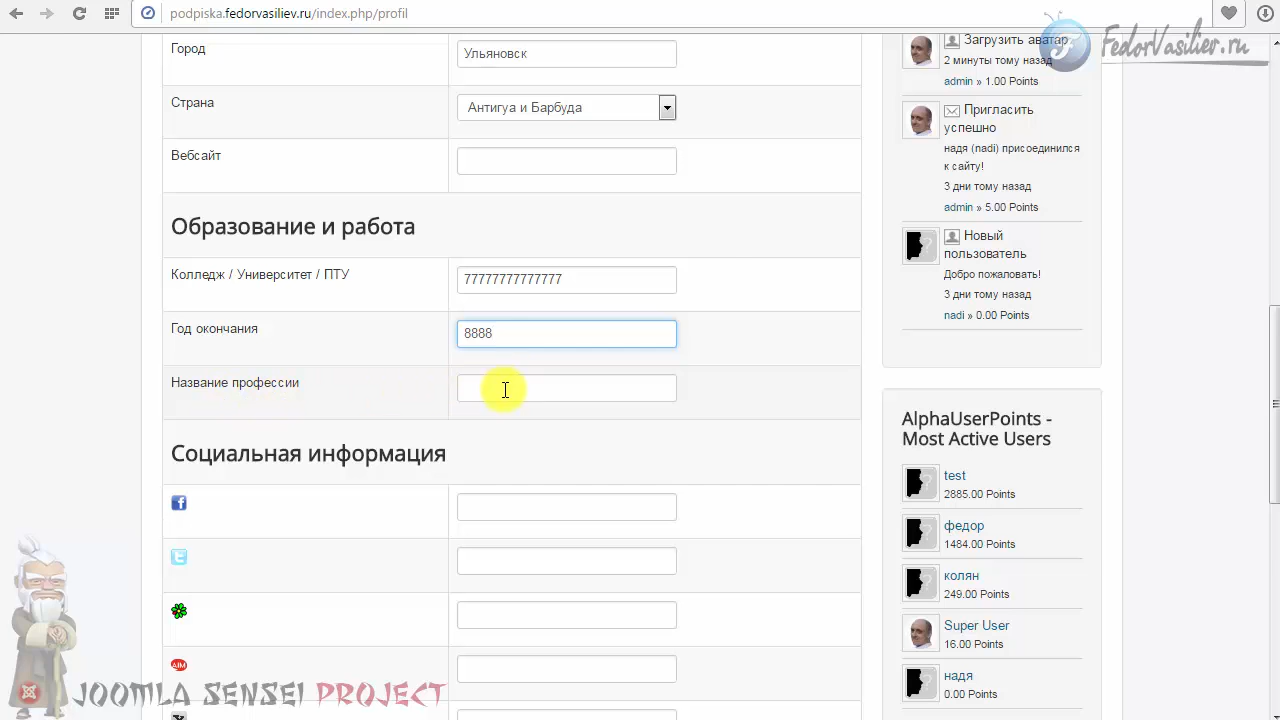 podpiska.fedorvasiliev.ru/index.php/profil
FedorVasiliev.ru
Город
Ульяновск
Страна
Антигуа и Барбуда
Вебсайт
Образование и работа
Колледж / Университет / ПТУ
77777777777777
Год окончания
8888
Название профессии
Социальная информация
AIM
Загрузить аватар
2 минуты тому назад
admin » 1.00 Points
Пригласить
успешно
надя (nadi) присоединился
к сайту!
3 дни тому назад
admin » 5.00 Points
Новый
пользователь
Добро пожаловать!
3 дни тому назад
nadi » 0.00 Points
AlphaUserPoints -
Most Active Users
test
2885.00 Points
федор
1484.00 Points
колян
249.00 Points
Super User
16.00 Points
надя
0.00 Points
JOOMLA SENSEI PROJECT